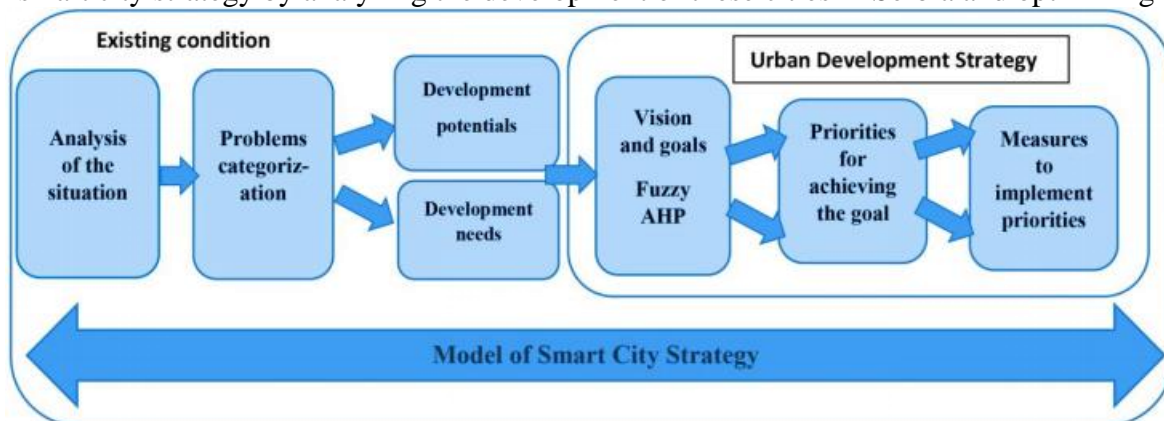 Existing condition
Analysis
of the
situation
Problems
categoriz-
ation
Development
potentials
Development
needs
Urban Development Strategy
Vision
and goals
Fuzzy
AHP
Priorities
for
achieving
the goal
Measures
to
implement
priorities
Model of Smart City Strategy